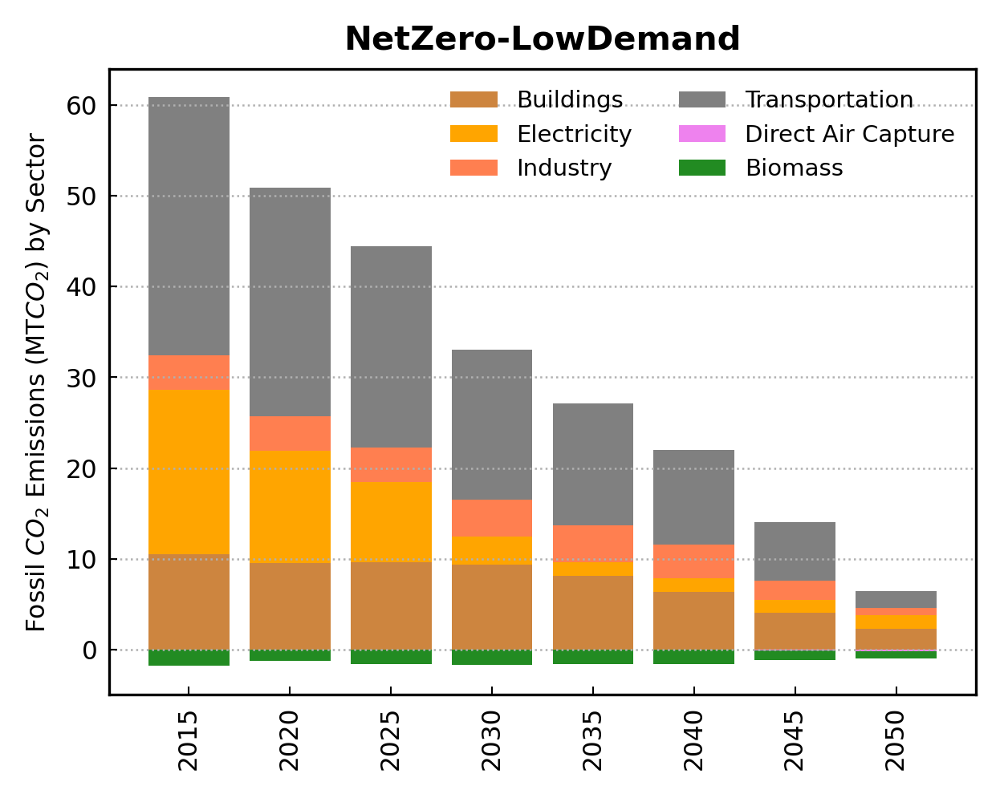 NetZero-LowDemand
Fossil CO₂ Emissions (MTCO₂) by Sector
60
50
40
30
20
10
0
Buildings
Electricity
Industry
Transportation
Direct Air Capture
Biomass
2015
2020
2025
2030
2035
2040
2045
2050